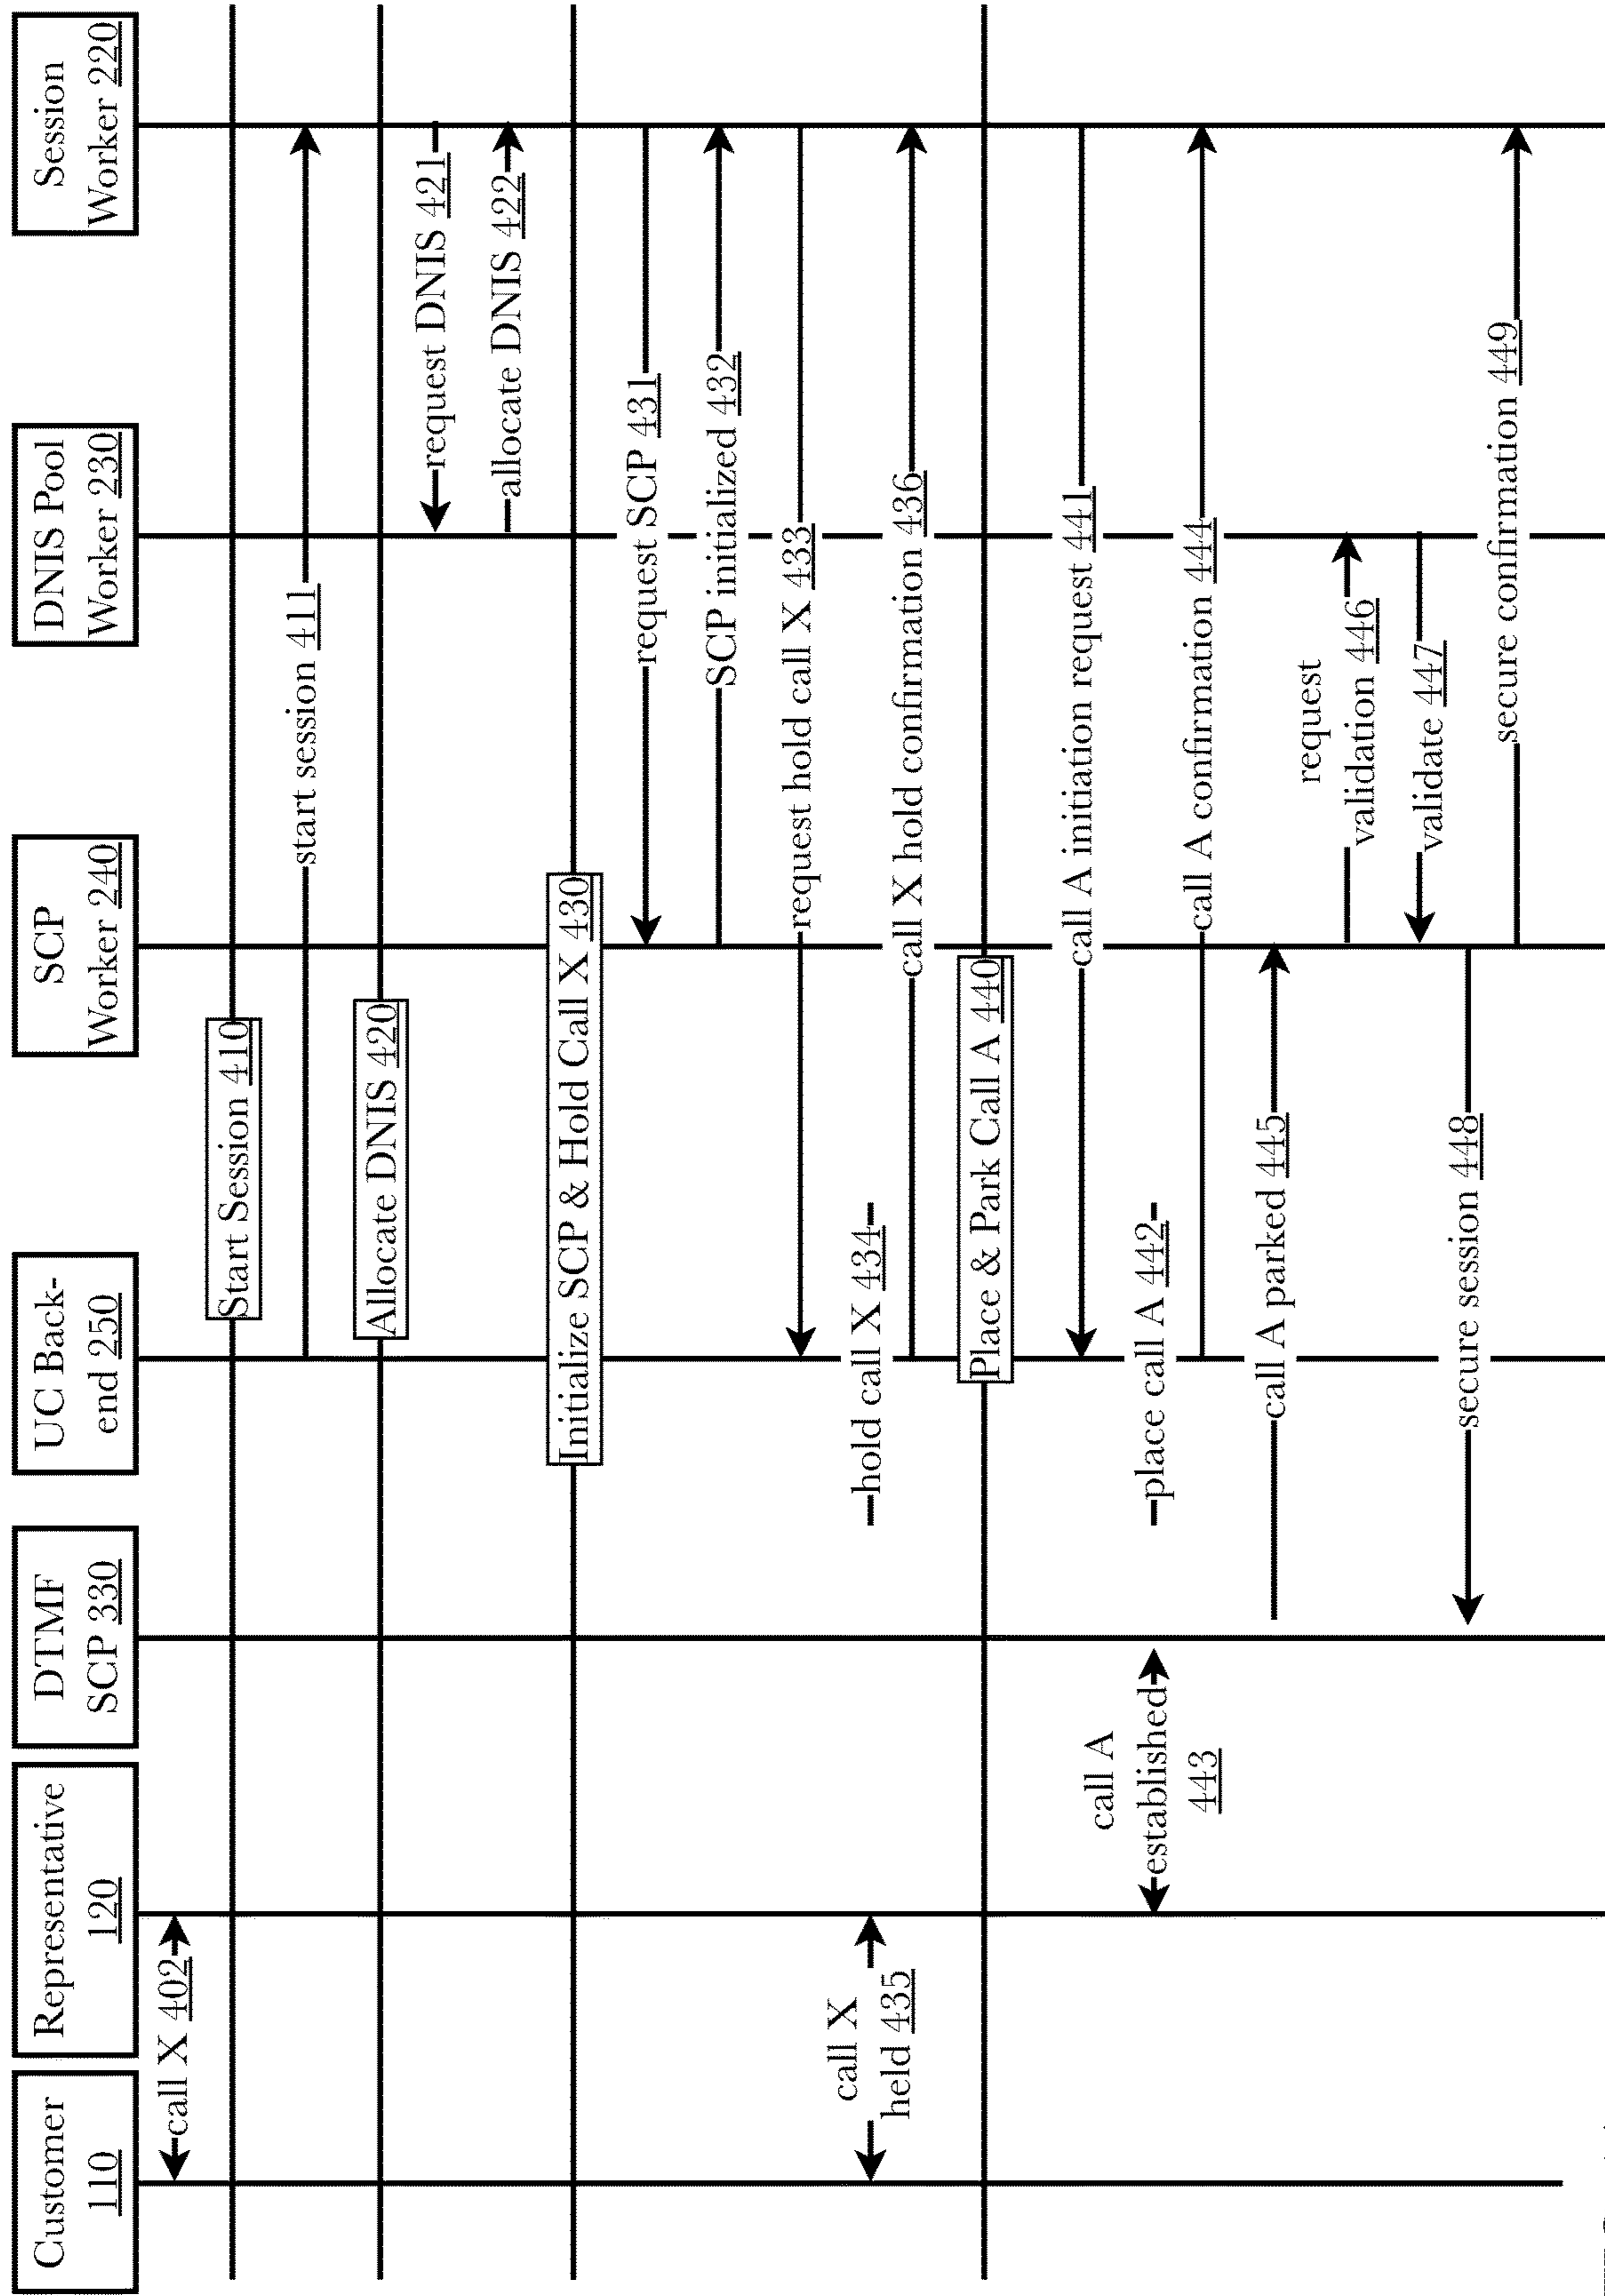 Customer
110
Representative
120
DTMF
SCP 330
UC Back-
end 250
SCP
Worker 240
DNIS Pool
Worker 230
Session
Worker 220
call X 402
Start Session 410
start session 411
Allocate DNIS 420
request DNIS 421
allocate DNIS 422
Initialize SCP & Hold Call X 430
request SCP 431
SCP initialized 432
request hold call X 433
call X
held 435
hold call X 434
call X hold confirmation 436
Place & Park Call A 440
call A initiation request 441
call A
established
443
place call A 442
call A confirmation 444
call A parked 445
request
validation 446
validate 447
secure session 448
secure confirmation 449